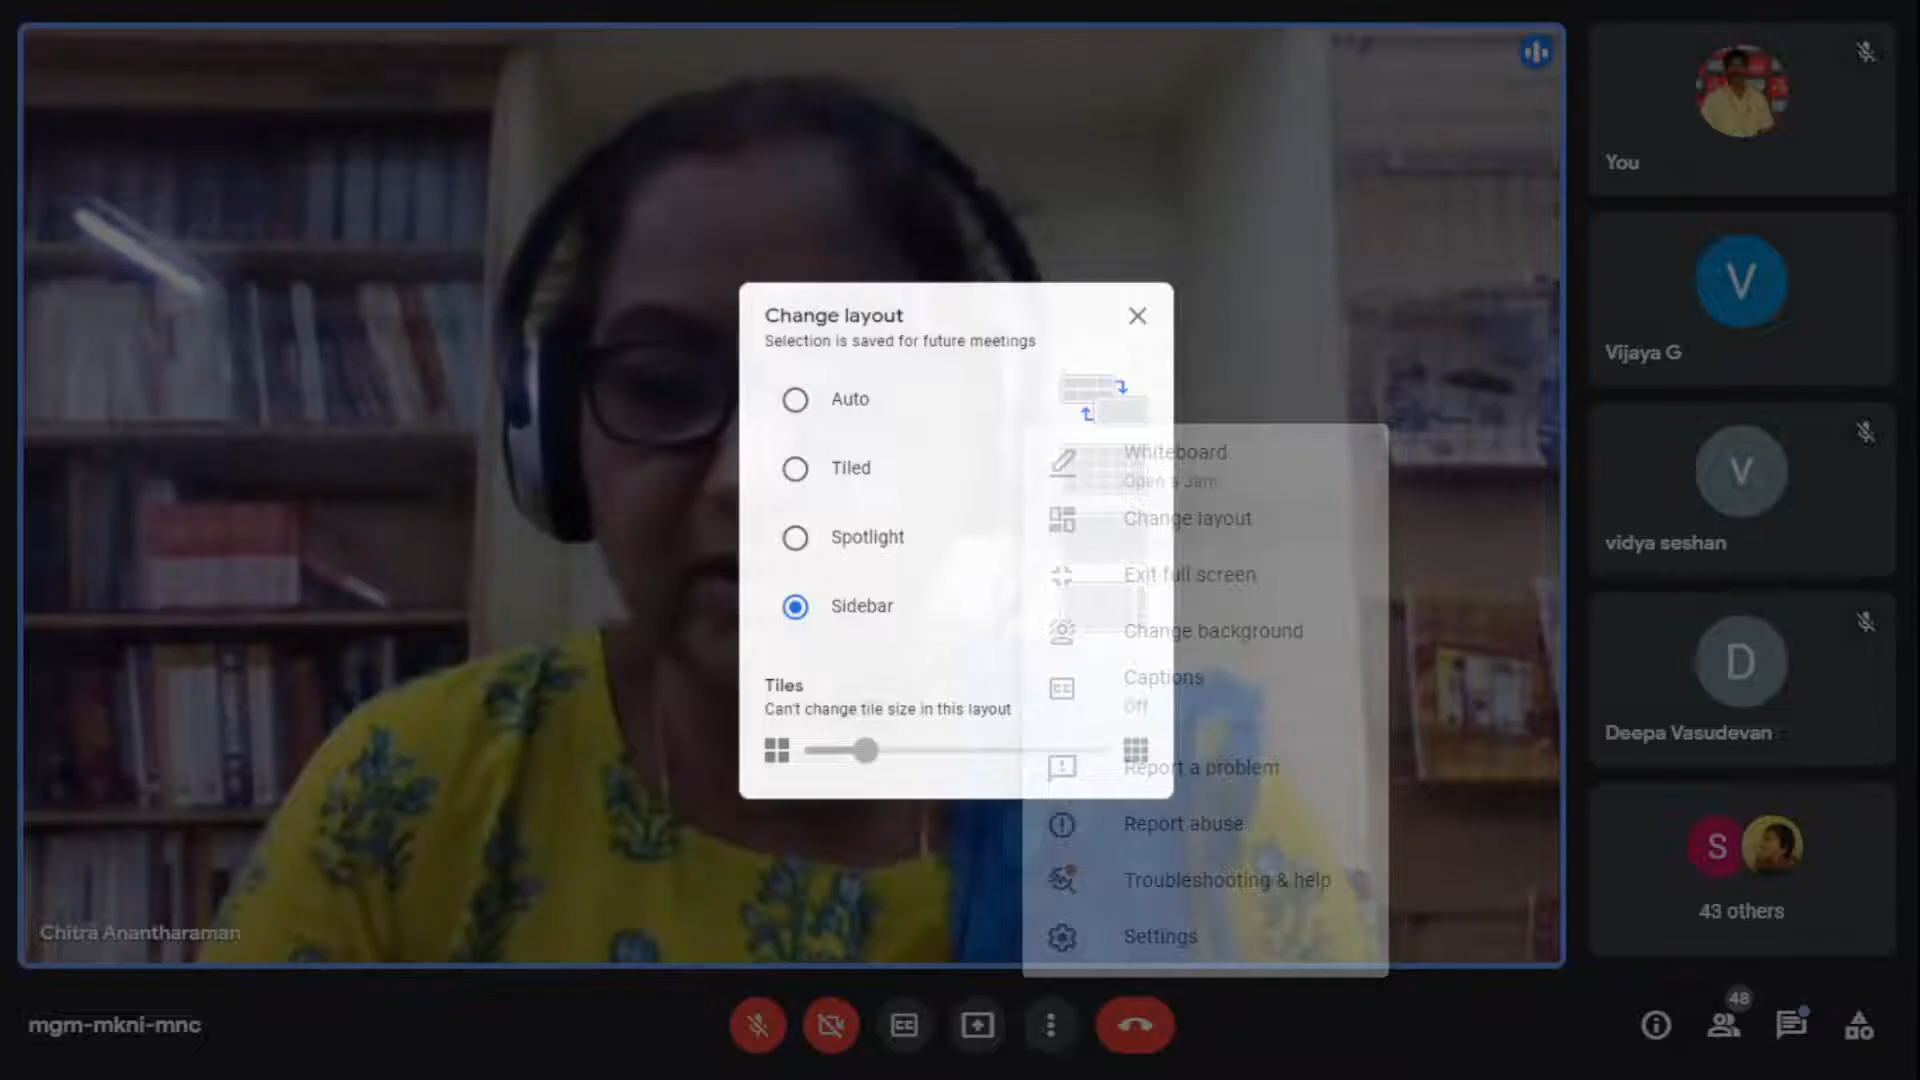 You
V
Vijaya G
V
vidya seshan
D
Deepa Vasudevan
S
43 others
Change layout
Selection is saved for future meetings
Auto
Tiled
Spotlight
Sidebar
Tiles
Can't change tile size in this layout
Whiteboard
Open a Jam
Change layout
Exit full screen
Change background
Captions
Off
Report a problem
Report abuse
Troubleshooting & help
Settings
Chitra Anantharaman
mgm-mkni-mnc
48